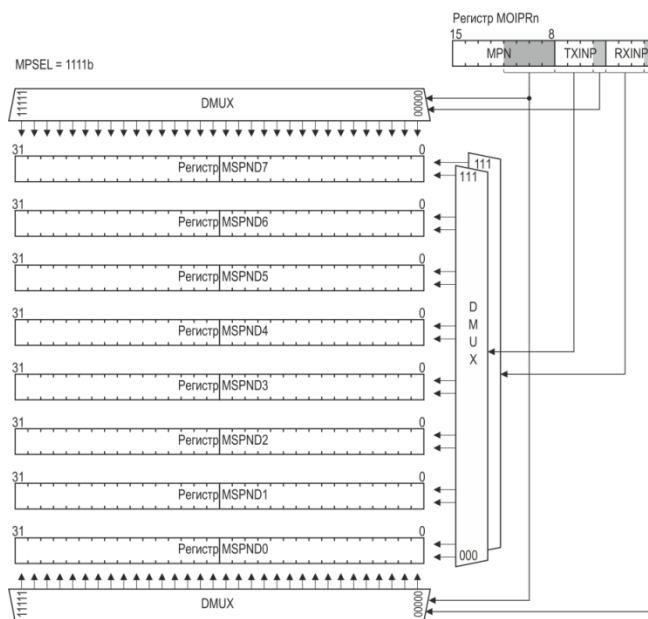 Регистр MOIPRn
15 8
MPN TXINP RXINP
MPSEL = 1111b
11111 DMUX 00000
31 0
Регистр MSPND7
111
111
31 0
Регистр MSPND6
31 0
Регистр MSPND5
31 0
Регистр MSPND4
DMUX
31 0
Регистр MSPND3
31 0
Регистр MSPND2
31 0
Регистр MSPND1
31 0
Регистр MSPND0
000
11111 DMUX 00000